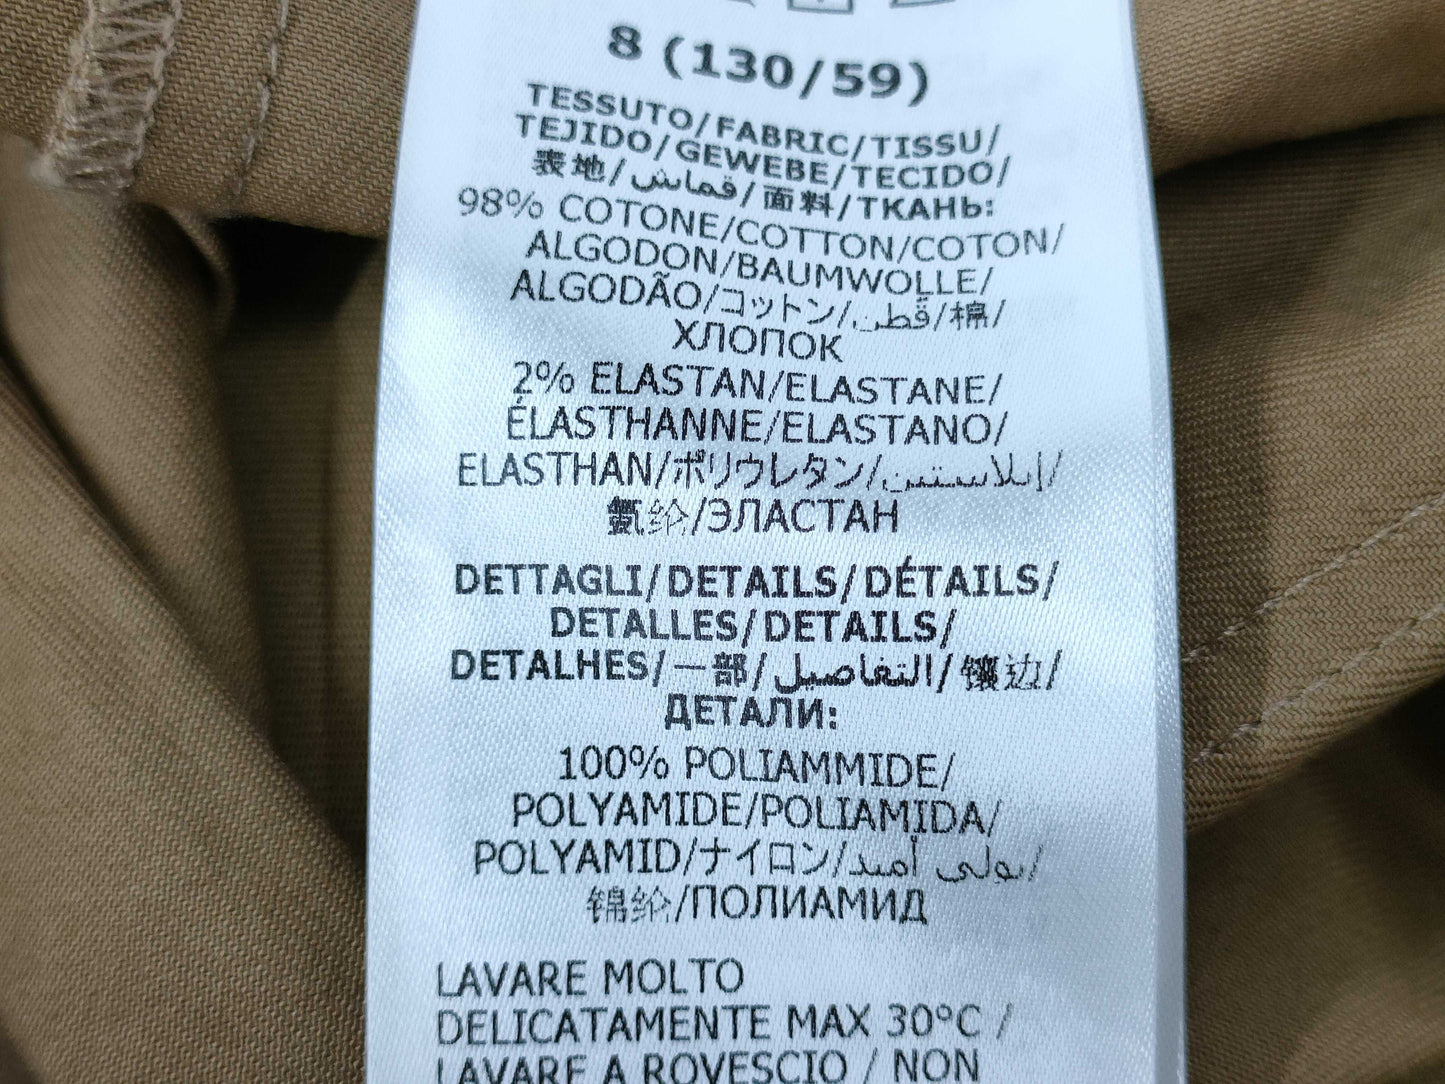 8 (130/59)
TESSUTO/FABRIC/TISSU/
TEJIDO/GEWEBE/TECIDO/
表地/قماش/面料/ТКАНЬ:
98% COTONE/COTTON/COTON/
ALGODON/BAUMWOLLE/
ALGODÃO/コットン/قطن/棉/
ХЛОПОК
2% ELASTAN/ELASTANE/
ÉLASTHANNE/ELASTANO/
ELASTHAN/ポリウレタン/إيلاستين/
氨纶/ЭЛАСТАН
DETTAGLI/DETAILS/DÉTAILS/
DETALLES/DETAILS/
DETALHES/一部/التفاصيل/镶边/
ДЕТАЛИ:
100% POLIAMMIDE/
POLYAMIDE/POLIAMIDA/
POLYAMID/ナイロン/بولي أميد/
锦纶/ПОЛИАМИД
LAVARE MOLTO
DELICATAMENTE MAX 30°C /
LAVARE A ROVESCIO / NON